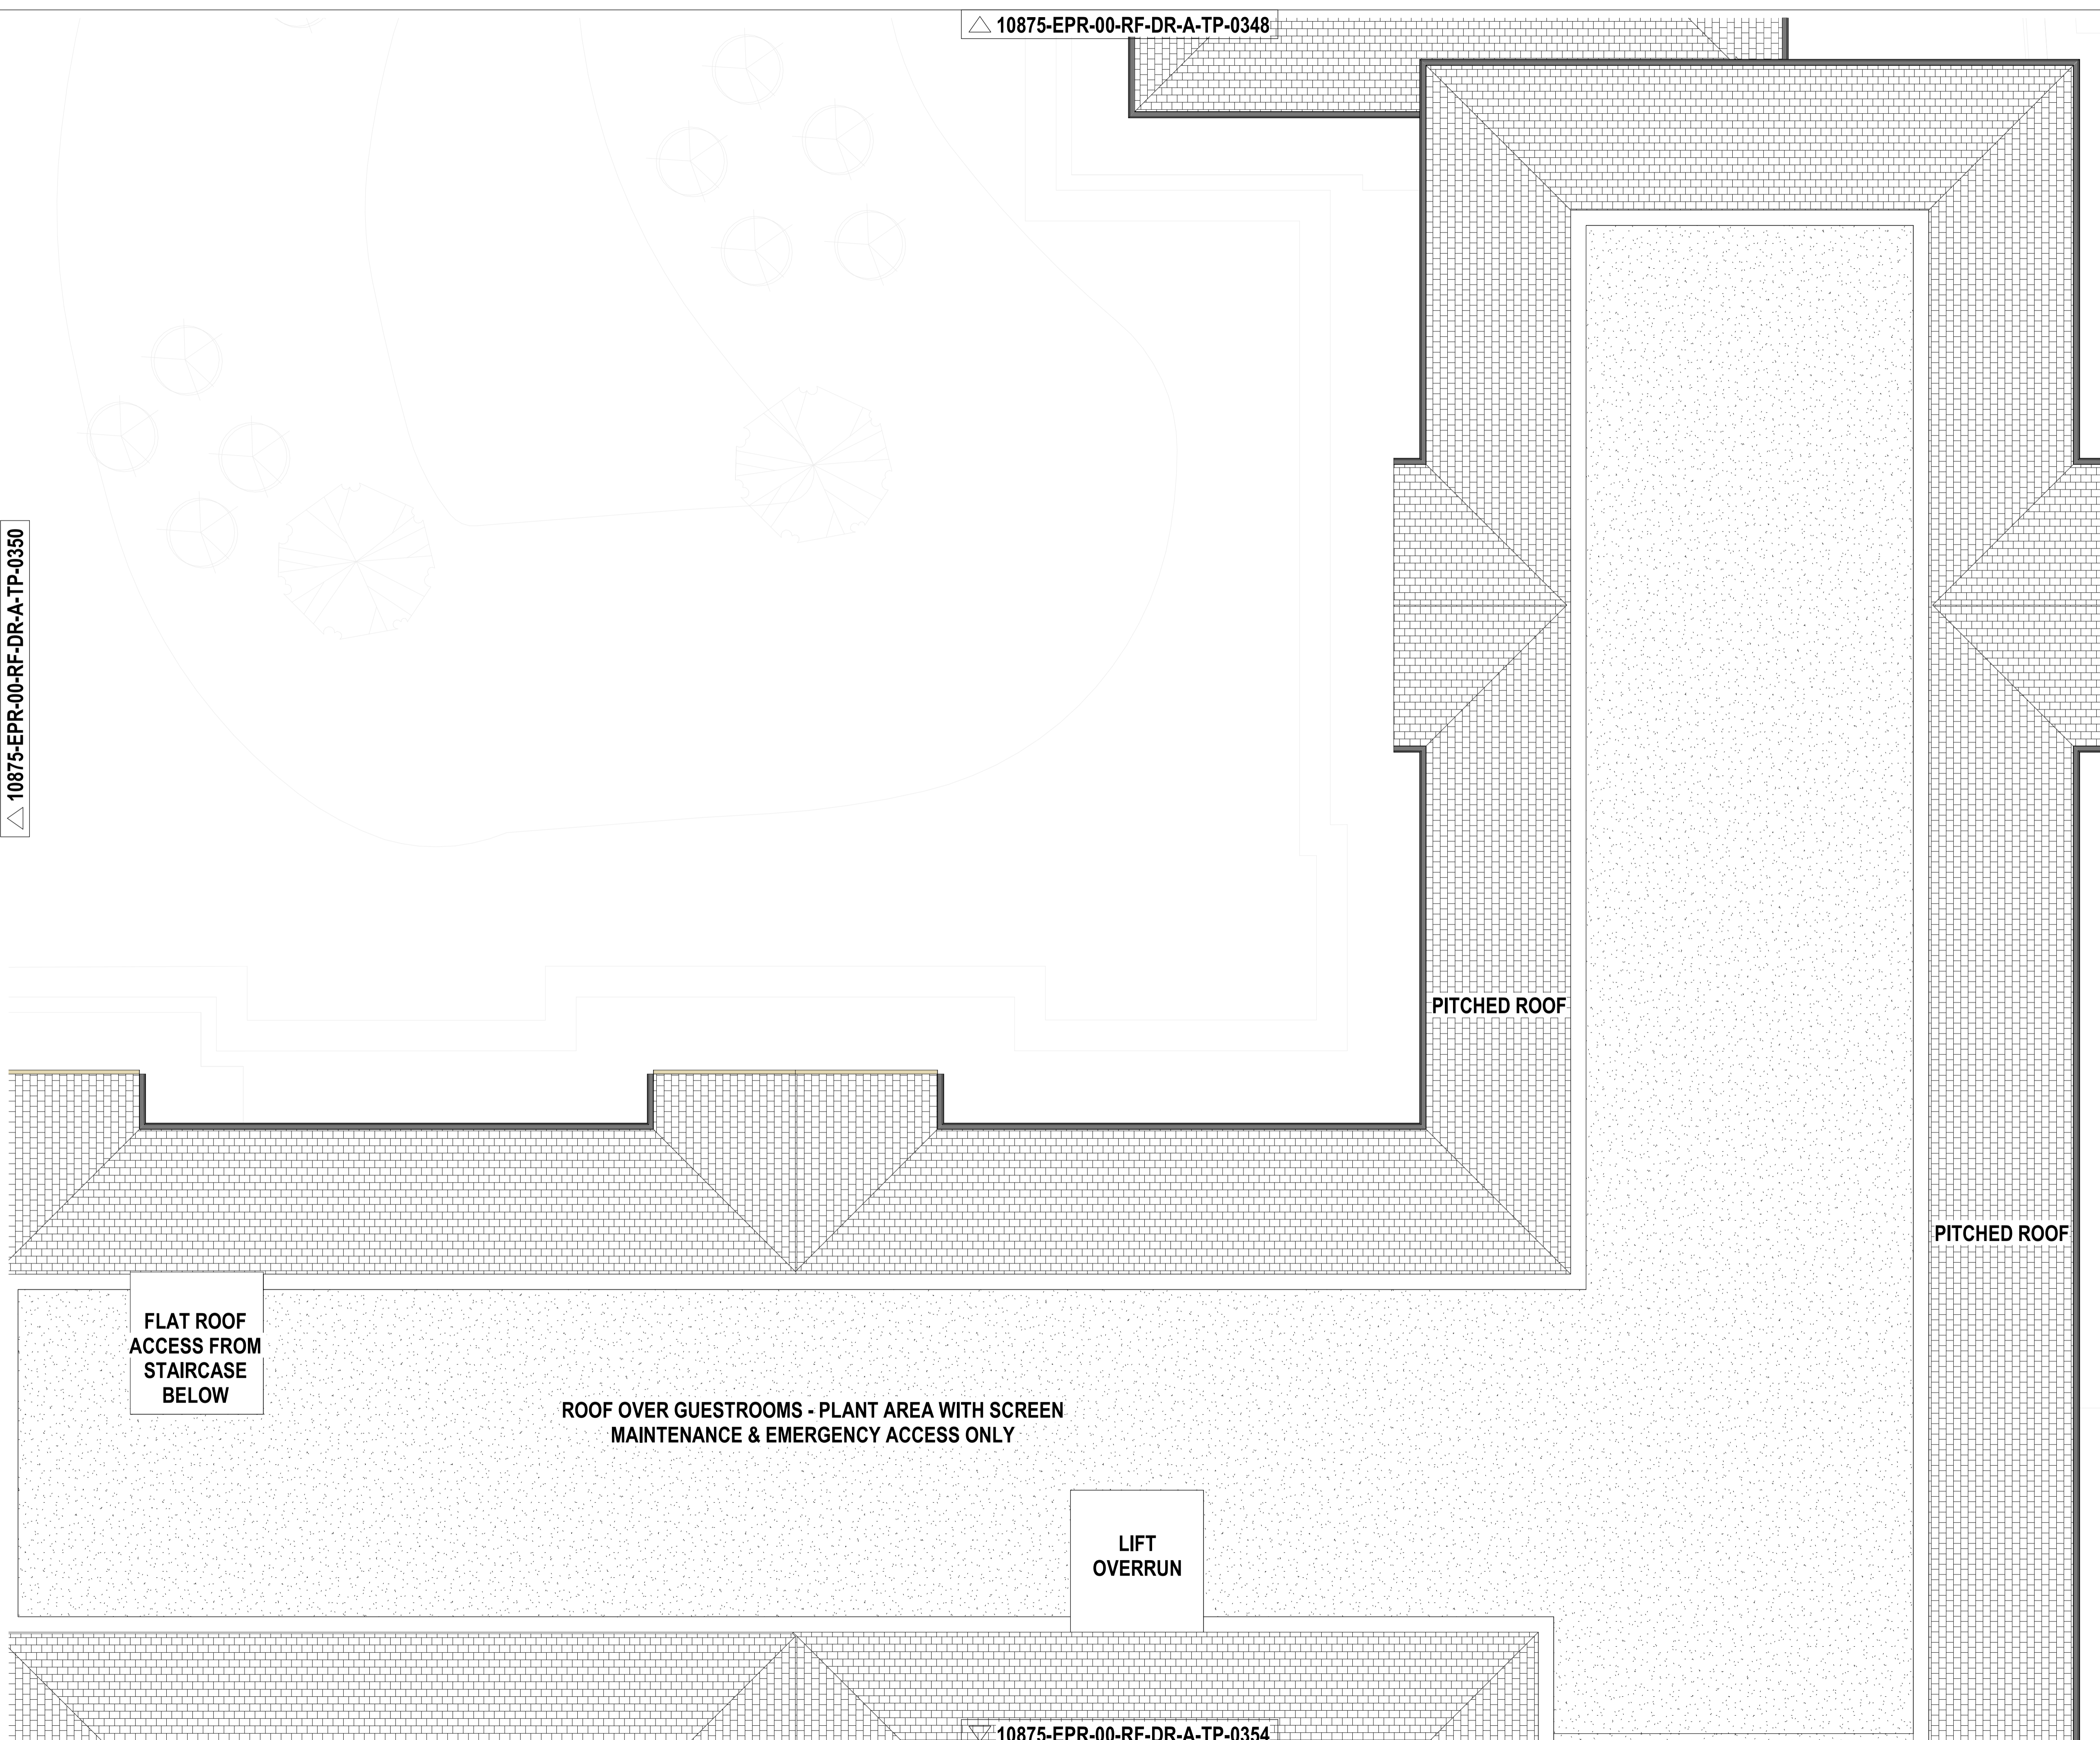 10875-EPR-00-RF-DR-A-TP-0348
10875-EPR-00-RF-DR-A-TP-0350
PITCHED ROOF
PITCHED ROOF
FLAT ROOF
ACCESS FROM
STAIRCASE
BELOW
ROOF OVER GUESTROOMS - PLANT AREA WITH SCREEN
MAINTENANCE & EMERGENCY ACCESS ONLY
LIFT
OVERRUN
10875-EPR-00-RF-DR-A-TP-0354